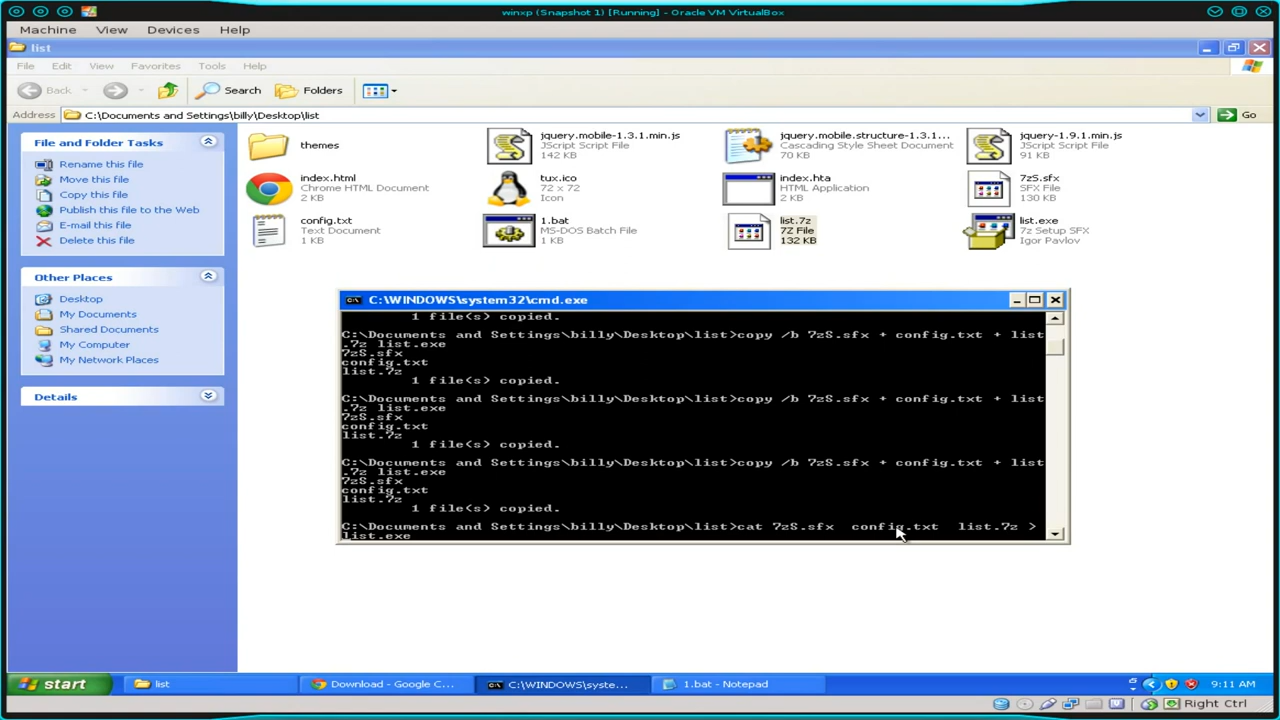 winxp (Snapshot 1) [Running] - Oracle VM VirtualBox
Machine View Devices Help
list
File Edit View Favorites Tools Help
Back Search Folders
Address C:\Documents and Settings\billy\Desktop\list Go
File and Folder Tasks
Rename this file
Move this file
Copy this file
Publish this file to the Web
E-mail this file
Delete this file
Other Places
Desktop
My Documents
Shared Documents
My Computer
My Network Places
Details
themes
jquery.mobile-1.3.1.min.js
JScript Script File
142 KB
jquery.mobile.structure-1.3.1...
Cascading Style Sheet Document
70 KB
jquery-1.9.1.min.js
JScript Script File
91 KB
index.html
Chrome HTML Document
2 KB
tux.ico
72 x 72
Icon
index.hta
HTML Application
2 KB
7zS.sfx
SFX File
130 KB
config.txt
Text Document
1 KB
1.bat
MS-DOS Batch File
1 KB
list.7z
7Z File
132 KB
list.exe
7z Setup SFX
Igor Pavlov
C:\WINDOWS\system32\cmd.exe
1 file(s) copied.
C:\Documents and Settings\billy\Desktop\list>copy /b 7zS.sfx + config.txt + list
.7z list.exe
7zS.sfx
config.txt
list.7z
1 file(s) copied.
C:\Documents and Settings\billy\Desktop\list>copy /b 7zS.sfx + config.txt + list
.7z list.exe
7zS.sfx
config.txt
list.7z
1 file(s) copied.
C:\Documents and Settings\billy\Desktop\list>copy /b 7zS.sfx + config.txt + list
.7z list.exe
7zS.sfx
config.txt
list.7z
1 file(s) copied.
C:\Documents and Settings\billy\Desktop\list>cat 7zS.sfx config.txt list.7z >
list.exe
start list Download - Google C... C:\WINDOWS\syste... 1.bat - Notepad 9:11 AM
Right Ctrl